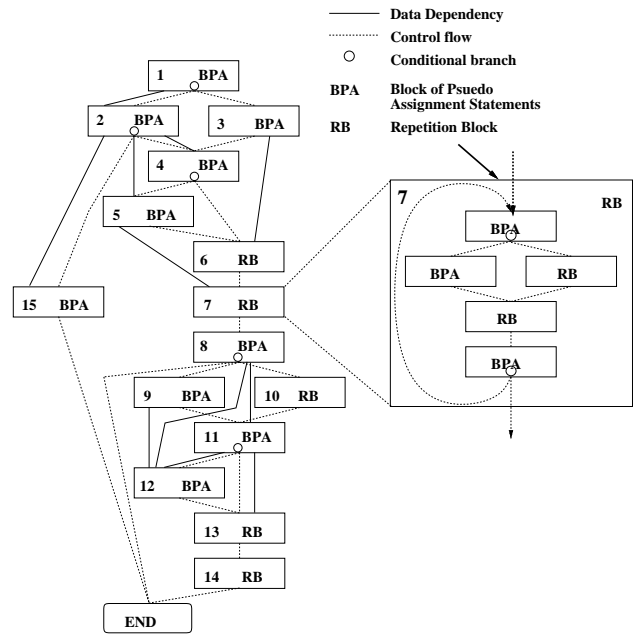 Data Dependency
Control flow
Conditional branch
BPA Block of Psuedo
Assignment Statements
RB Repetition Block
1 BPA
2 BPA
3 BPA
4 BPA
5 BPA
6 RB
7 RB
15 BPA
8 BPA
9 BPA
10 RB
11 BPA
12 BPA
13 RB
14 RB
END
7 RB
BPA
BPA
RB
RB
BPA